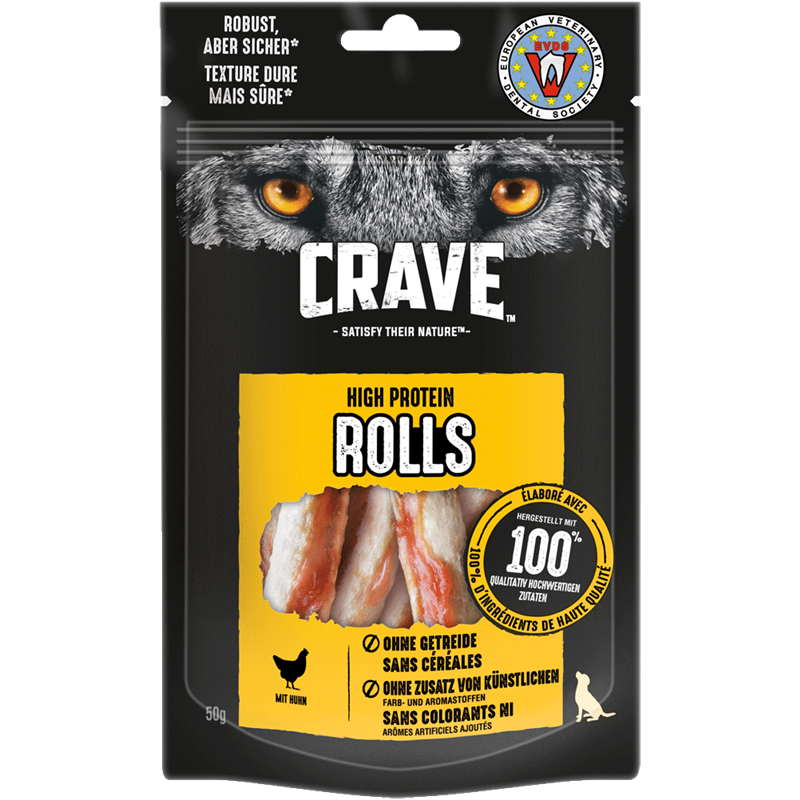 ROBUST,
ABER SICHER*
TEXTURE DURE
MAIS SÛRE*
EUROPEAN VETERINARY
EVDS
DENTAL SOCIETY
CRAVE™
- SATISFY THEIR NATURE™-
HIGH PROTEIN
ROLLS
ÉLABORÉ AVEC
HERGESTELLT MIT
100%
QUALITATIV HOCHWERTIGEN
ZUTATEN
100% D'INGRÉDIENTS DE HAUTE QUALITÉ
OHNE GETREIDE
SANS CÉRÉALES
OHNE ZUSATZ VON KÜNSTLICHEN
FARB- UND AROMASTOFFEN
SANS COLORANTS NI
ARÔMES ARTIFICIELS AJOUTÉS
MIT HUHN
50g